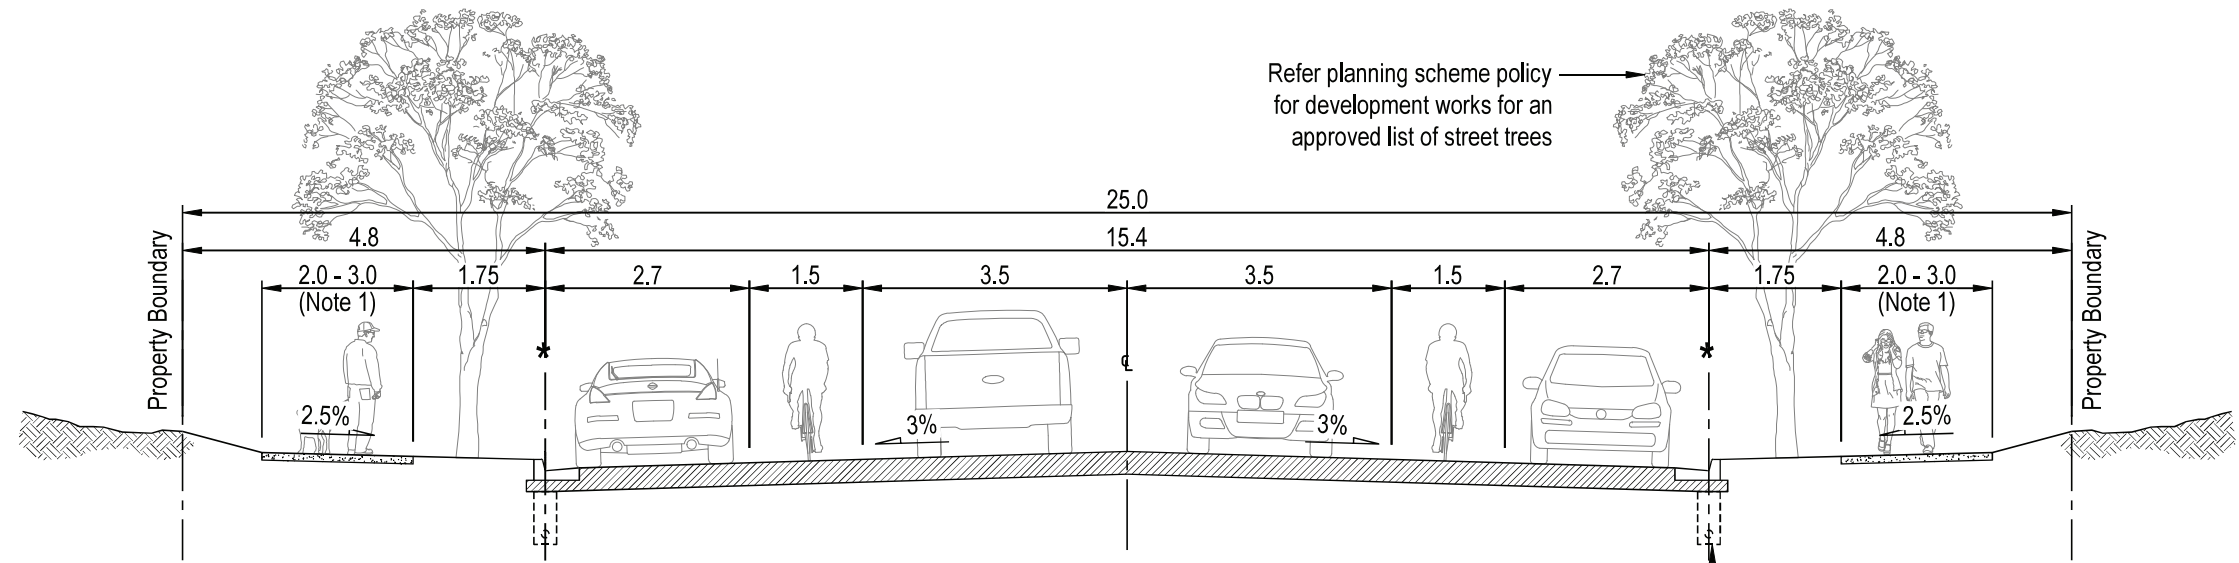 Refer planning scheme policy
for development works for an
approved list of street trees
25.0
4.8
15.4
4.8
2.0 - 3.0
(Note 1)
1.75
2.7
1.5
3.5
3.5
1.5
2.7
1.75
2.0 - 3.0
(Note 1)
Property Boundary
Property Boundary
*
℄
*
2.5%
3%
3%
2.5%